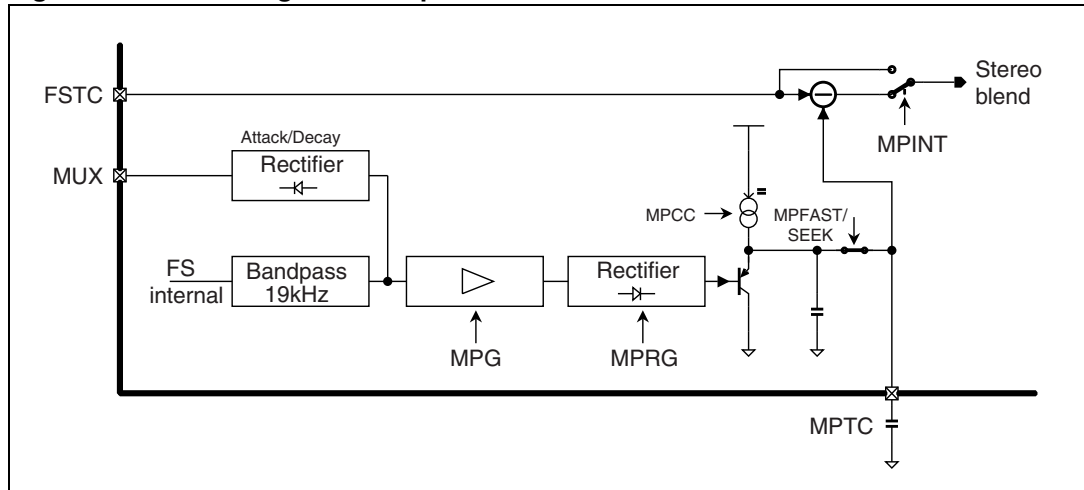 FSTC
Stereo
blend
MPINT
Attack/Decay
Rectifier
MUX
MPCC
MPFAST/
SEEK
FS
internal
Bandpass
19kHz
Rectifier
MPG
MPRG
MPTC